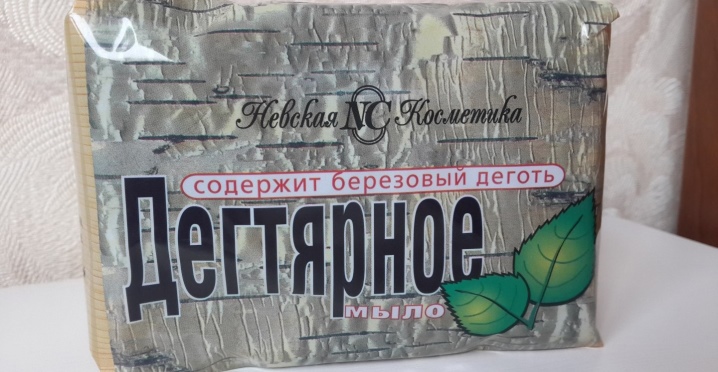 Невская NC Косметика
содержит березовый деготь
Дегтярное
мыло